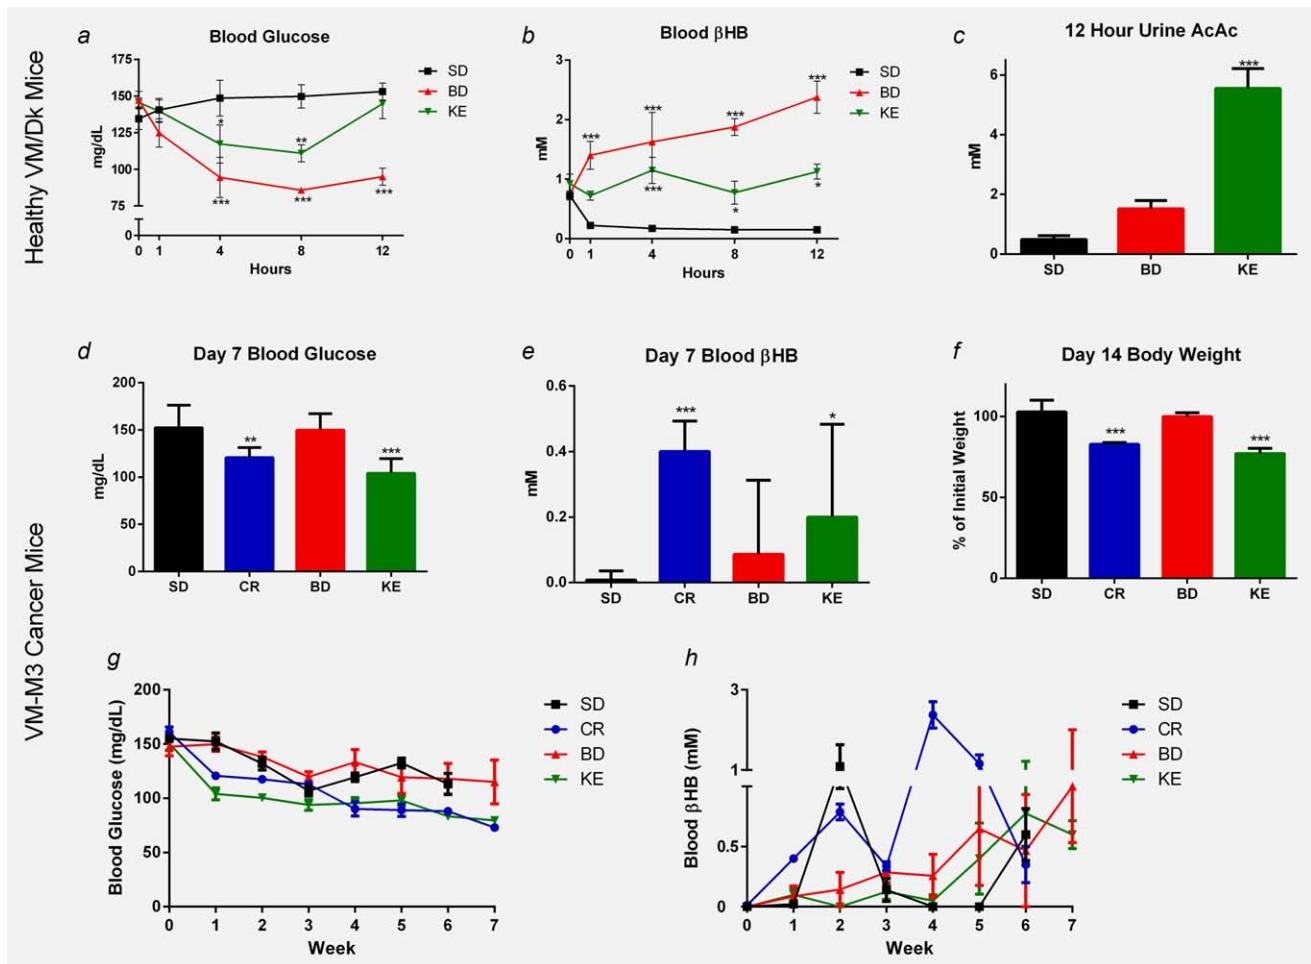 Healthy VM/Dk Mice
a
Blood Glucose
175
150
125
100
75
0
mg/dL
0 1 4 8 12
Hours
SD
BD
KE
*
**
***
***
***
b
Blood βHB
3
2
1
0
mM
0 1 4 8 12
Hours
SD
BD
KE
***
***
***
***
***
*
*
c
12 Hour Urine AcAc
6
4
2
0
mM
SD BD KE
***
VM-M3 Cancer Mice
d
Day 7 Blood Glucose
200
150
100
50
0
mg/dL
SD CR BD KE
**
***
e
Day 7 Blood βHB
0.6
0.4
0.2
0.0
mM
SD CR BD KE
***
*
f
Day 14 Body Weight
100
50
0
% of Initial Weight
SD CR BD KE
***
***
g
200
150
100
50
0
Blood Glucose (mg/dL)
0 1 2 3 4 5 6 7
Week
SD
CR
BD
KE
h
3
1
0.5
0
Blood βHB (mM)
0 1 2 3 4 5 6 7
Week
SD
CR
BD
KE